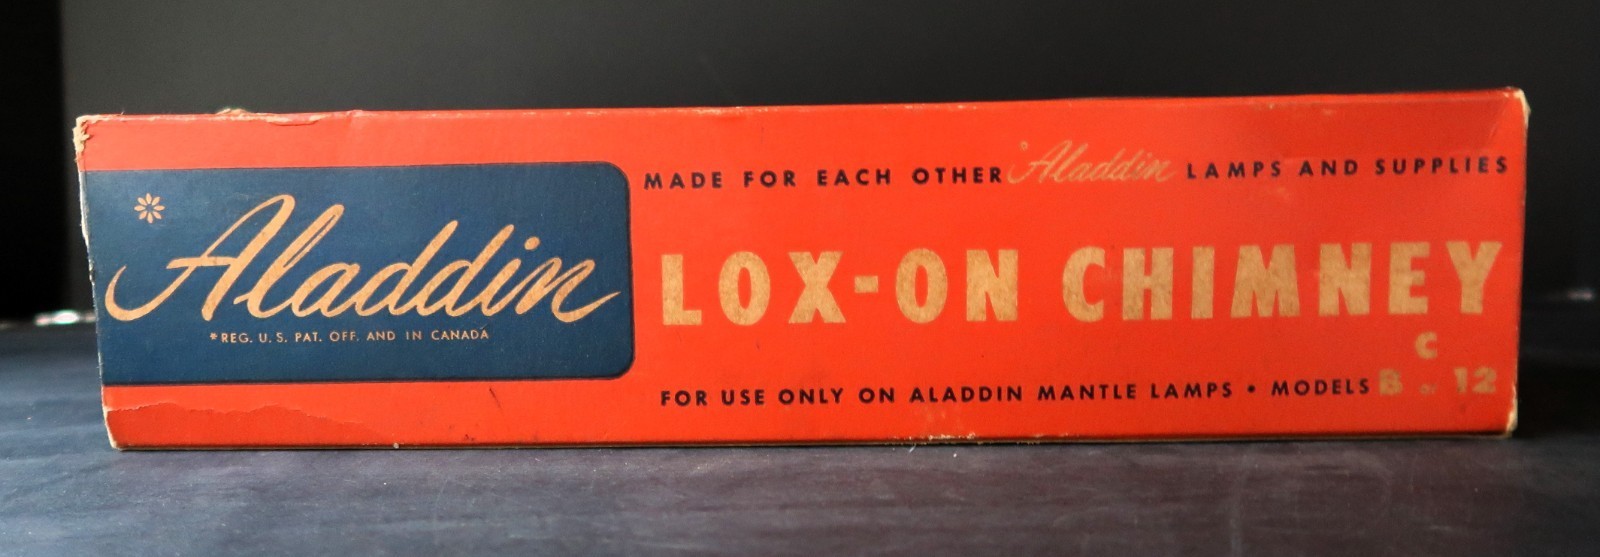 *Aladdin
*REG. U.S. PAT. OFF. AND IN CANADA
MADE FOR EACH OTHER Aladdin LAMPS AND SUPPLIES
LOX-ON CHIMNEY
C
FOR USE ONLY ON ALADDIN MANTLE LAMPS • MODELS B or 12